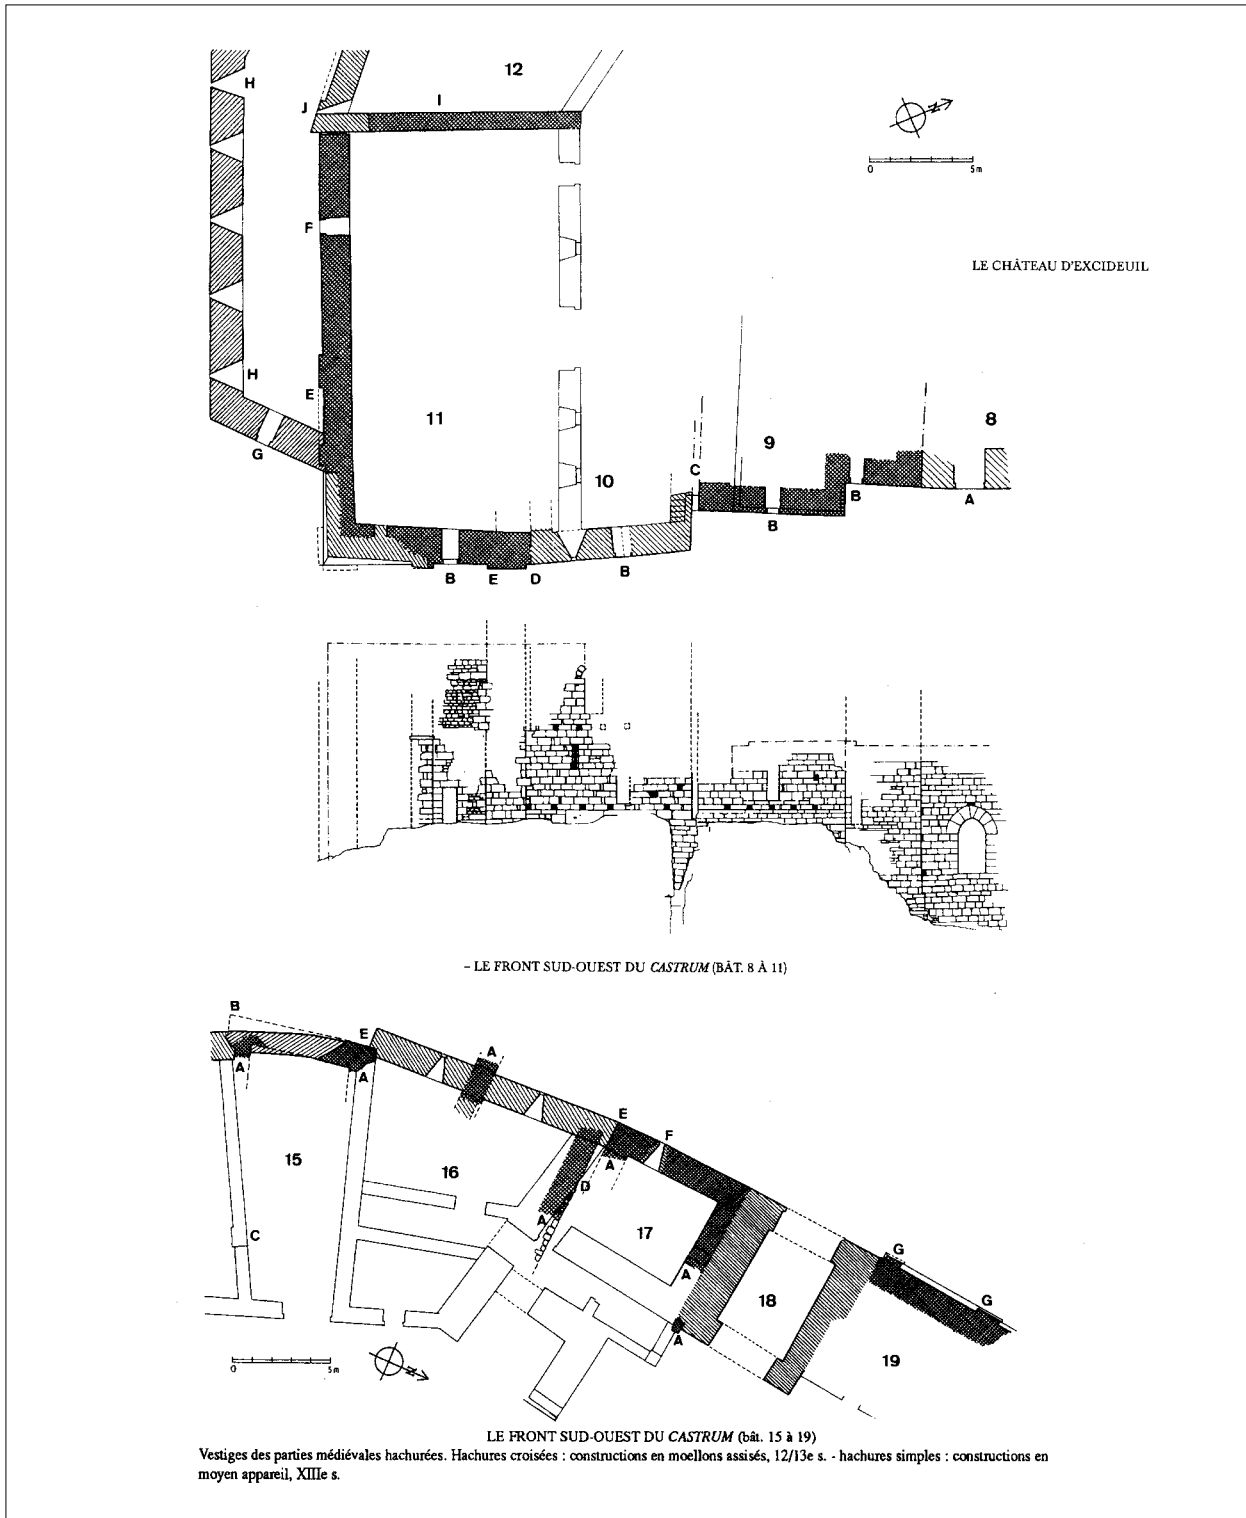 12
H
J
I
N
0 5m
F
LE CHÂTEAU D'EXCIDEUIL
H
E
11
8
G
9
C
10
B
A
B
B E D B
– LE FRONT SUD-OUEST DU CASTRUM (BÂT. 8 À 11)
B
E
A
A
A
E
F
15
16
A
D
A
17
C
A
G
18
G
A
19
0 5m
N
LE FRONT SUD-OUEST DU CASTRUM (bât. 15 à 19)
Vestiges des parties médiévales hachurées. Hachures croisées : constructions en moellons assisés, 12/13e s. - hachures simples : constructions en
moyen appareil, XIIIe s.